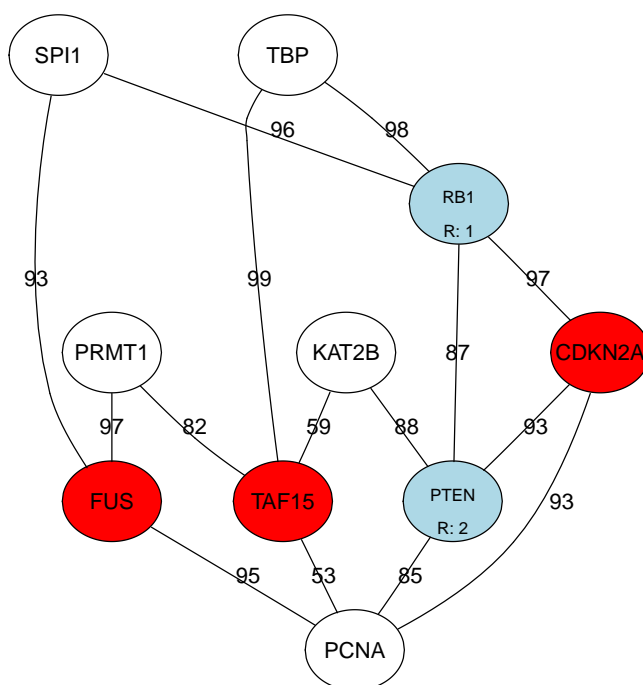 SPI1
TBP
96
98
RB1
R: 1
93
99
97
PRMT1
KAT2B
87
CDKN2A
97
82
59
88
93
FUS
TAF15
PTEN
R: 2
93
95
53
85
PCNA